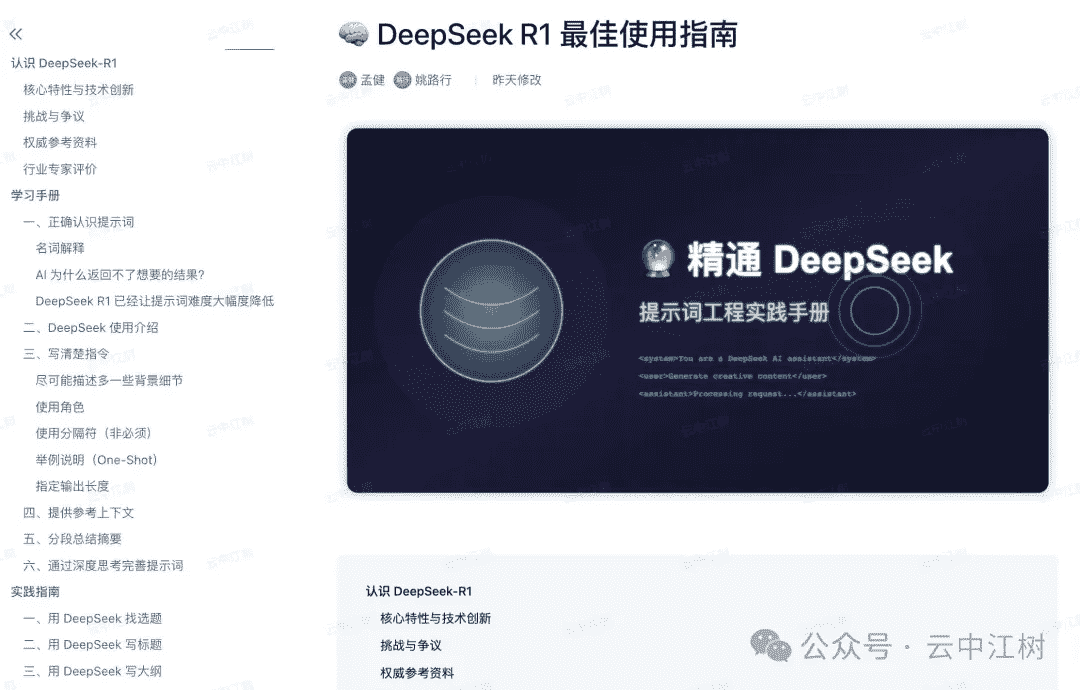 认识 DeepSeek-R1
核心特性与技术创新
挑战与争议
权威参考资料
行业专家评价
学习手册
一、正确认识提示词
名词解释
AI 为什么返回不了想要的结果?
DeepSeek R1 已经让提示词难度大幅度降低
二、DeepSeek 使用介绍
三、写清楚指令
尽可能描述多一些背景细节
使用角色
使用分隔符（非必须）
举例说明（One-Shot）
指定输出长度
四、提供参考上下文
五、分段总结摘要
六、通过深度思考完善提示词
实践指南
一、用 DeepSeek 找选题
二、用 DeepSeek 写标题
三、用 DeepSeek 写大纲
DeepSeek R1 最佳使用指南
孟健 姚路行 昨天修改
精通 DeepSeek
提示词工程实践手册
<system>You are a DeepSeek AI assistant</system>
<user>Generate creative content</user>
<assistant>Processing request...</assistant>
认识 DeepSeek-R1
核心特性与技术创新
挑战与争议
权威参考资料
公众号 · 云中江树